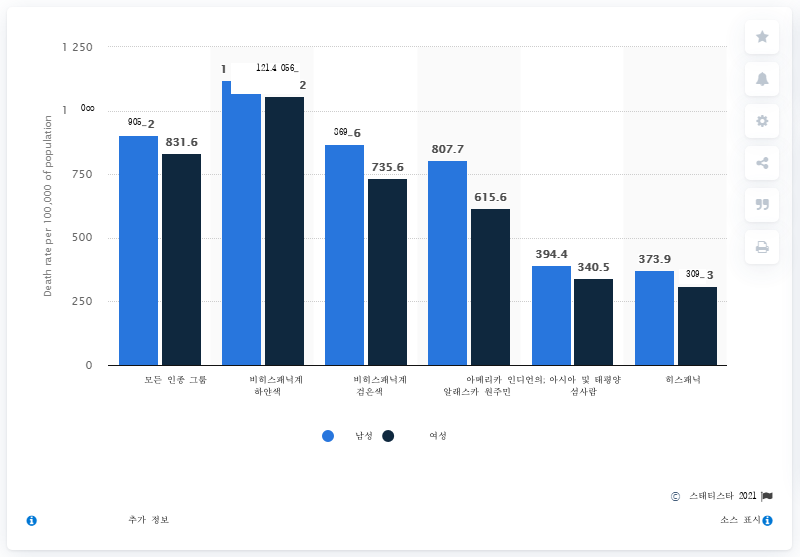 1 250
1 000
750
500
250
0
Death rate per 100,000 of population
905. 2
831.6
1 121.4 056.
2
869. 6
735.6
807.7
615.6
394.4
340.5
373.9
309. 3
모든 인종 그룹
비히스패닉계
하얀색
비히스패닉계
검은색
아메리카 인디언의;
알래스카 원주민
아시아 및 태평양
섬사람
히스패닉
남성
여성
© 스태티스타 2021
추가 정보
소스 표시